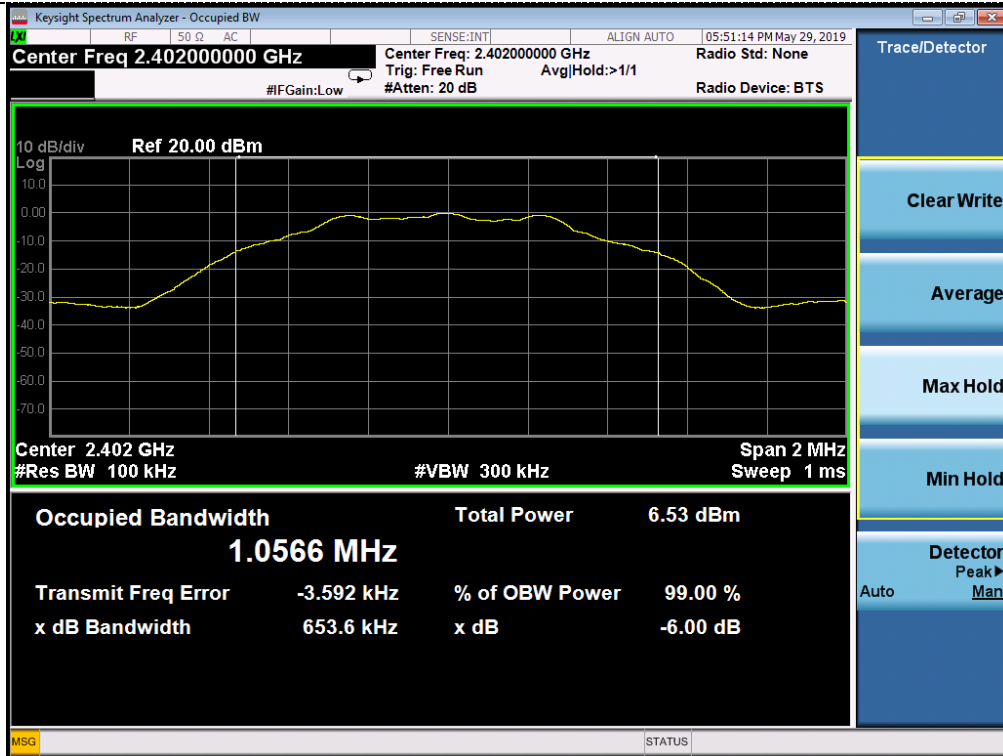 Keysight Spectrum Analyzer - Occupied BW
LXI RF 50 Ω AC SENSE:INT ALIGN AUTO 05:51:14 PM May 29, 2019
Center Freq 2.402000000 GHz
Center Freq: 2.402000000 GHz
Radio Std: None
Trig: Free Run Avg|Hold:>1/1
#IFGain:Low
#Atten: 20 dB
Radio Device: BTS
10 dB/div Ref 20.00 dBm
Log
10.0
0.00
-10.0
-20.0
-30.0
-40.0
-50.0
-60.0
-70.0
Center 2.402 GHz Span 2 MHz
#Res BW 100 kHz #VBW 300 kHz Sweep 1 ms
Occupied Bandwidth Total Power 6.53 dBm
1.0566 MHz
Transmit Freq Error -3.592 kHz % of OBW Power 99.00 %
x dB Bandwidth 653.6 kHz x dB -6.00 dB
MSG STATUS
Trace/Detector
Clear Write
Average
Max Hold
Min Hold
Detector
Peak▶
Auto Man